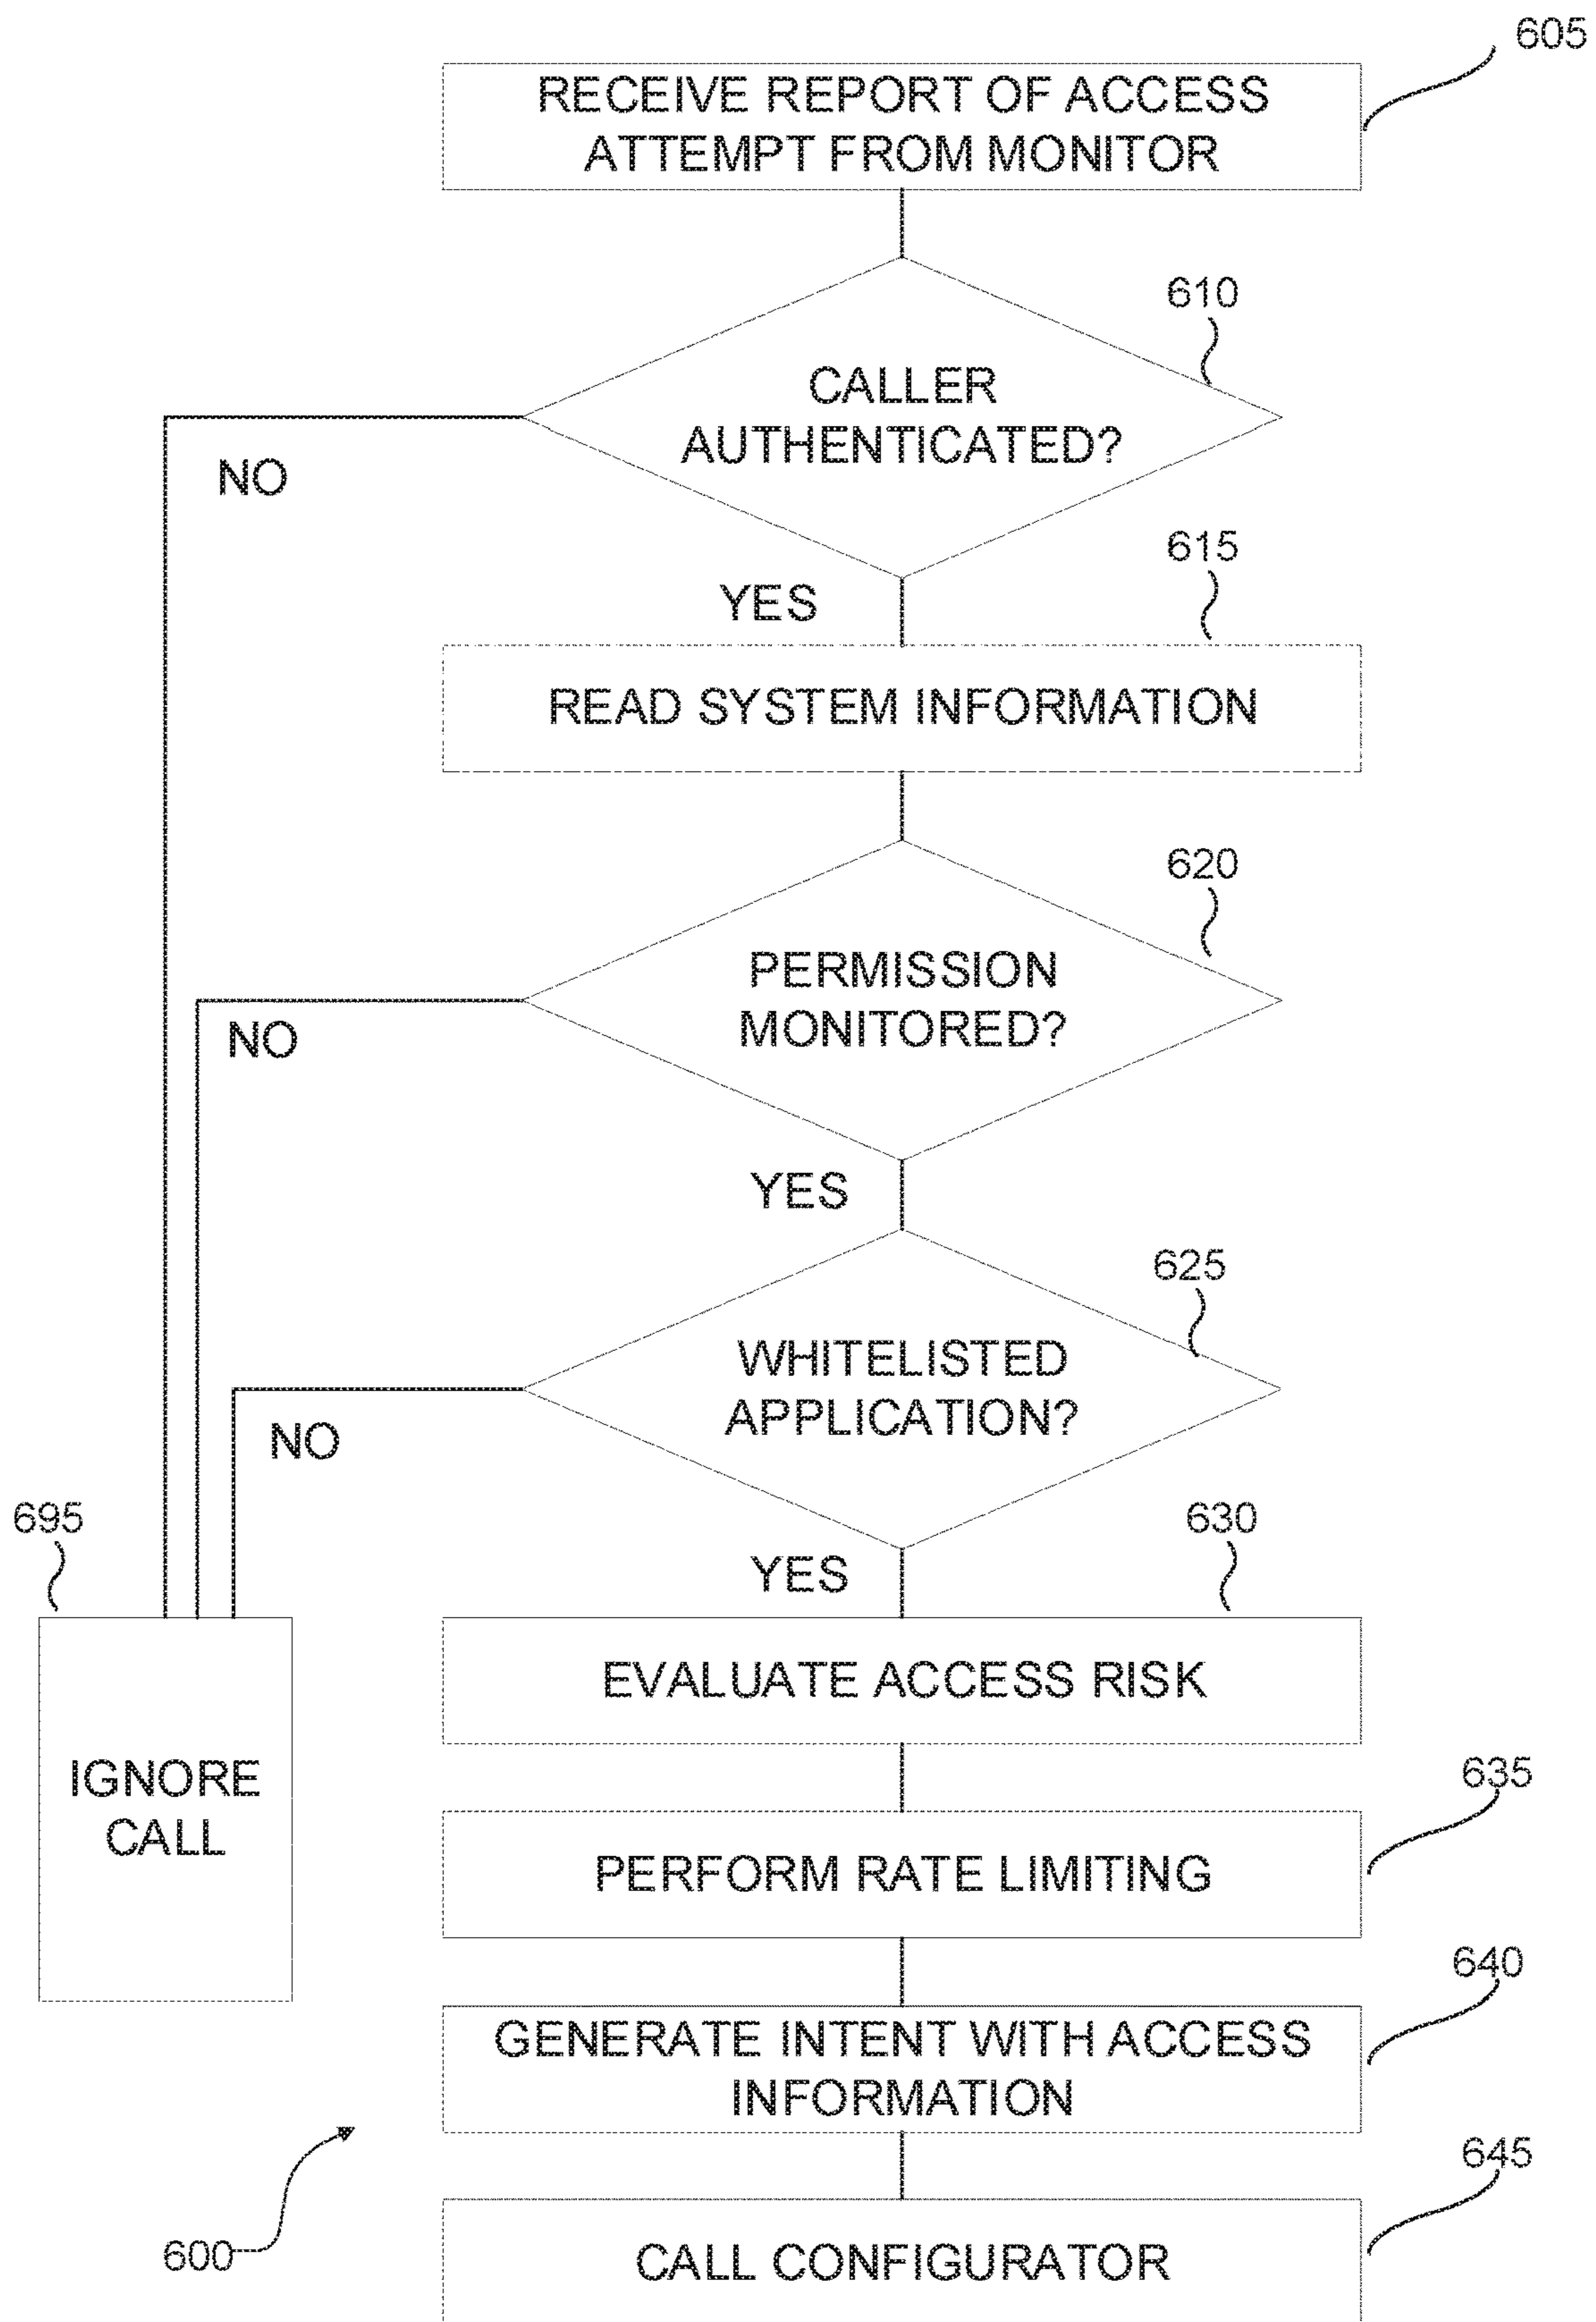 605
RECEIVE REPORT OF ACCESS
ATTEMPT FROM MONITOR
610
CALLER
AUTHENTICATED?
NO
615
YES
READ SYSTEM INFORMATION
620
PERMISSION
MONITORED?
NO
YES
625
WHITELISTED
APPLICATION?
NO
695
630
YES
EVALUATE ACCESS RISK
IGNORE
CALL
635
PERFORM RATE LIMITING
640
GENERATE INTENT WITH ACCESS
INFORMATION
645
600
CALL CONFIGURATOR